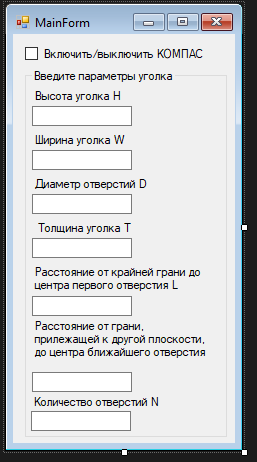 MainForm
Включить/выключить КОМПАС
Введите параметры уголка
Высота уголка H
Ширина уголка W
Диаметр отверстий D
Толщина уголка T
Расстояние от крайней грани до
центра первого отверстия L
Расстояние от грани,
прилежащей к другой плоскости,
до центра ближайшего отверстия
Количество отверстий N